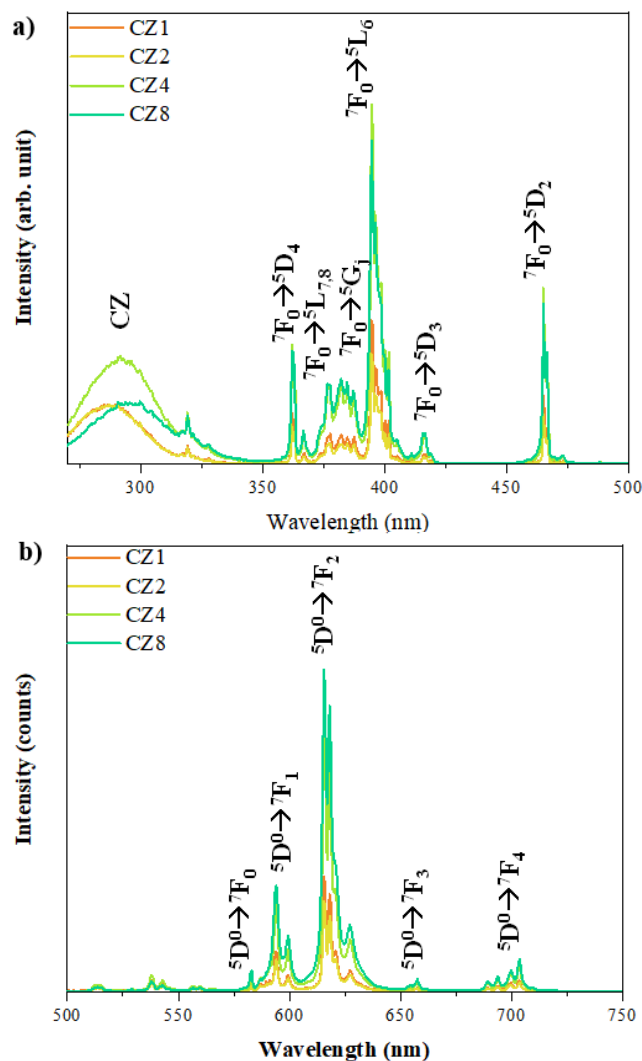 a)
CZ1
CZ2
CZ4
CZ8
CZ
⁷F₀→⁵D₄
⁷F₀→⁵L₇,₈
⁷F₀→⁵Gⱼ
⁷F₀→⁵L₆
⁷F₀→⁵D₃
⁷F₀→⁵D₂
Intensity (arb. unit)
300 350 400 450 500
Wavelength (nm)
b)
CZ1
CZ2
CZ4
CZ8
⁵D⁰→⁷F₀
⁵D⁰→⁷F₁
⁵D⁰→⁷F₂
⁵D⁰→⁷F₃
⁵D⁰→⁷F₄
Intensity (counts)
500 550 600 650 700 750
Wavelength (nm)